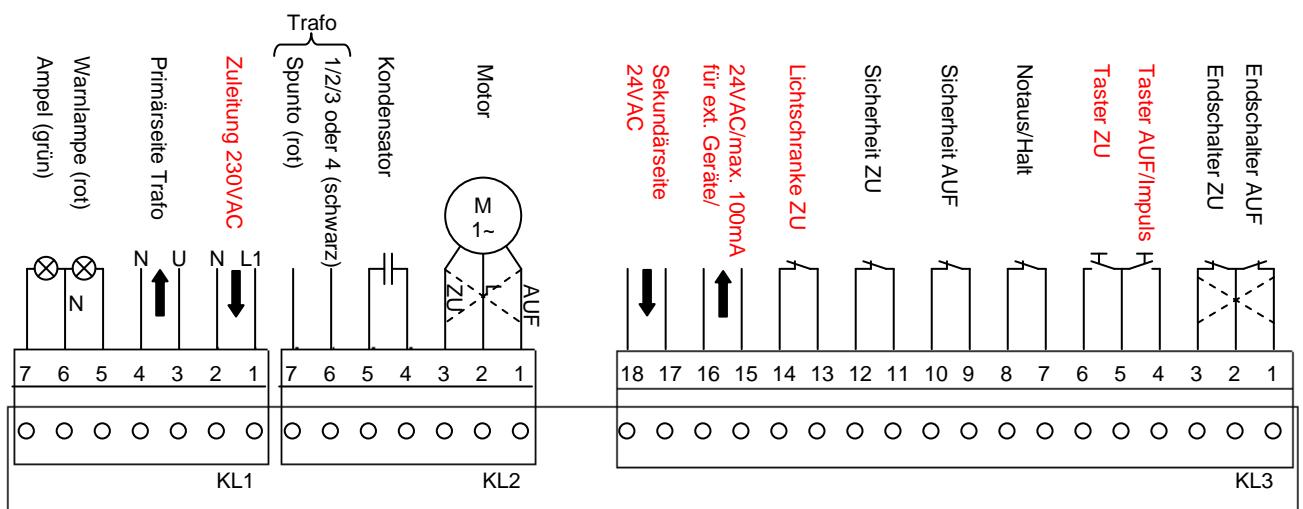 Trafo
Ampel (grün)
Warnlampe (rot)
Primärseite Trafo
Zuleitung 230VAC
Spunto (rot)
1/2/3 oder 4 (schwarz)
Kondensator
Motor
24VAC
Sekundärseite
für ext. Geräte/
24VAC/max. 100mA
Lichtschranke ZU
Sicherheit ZU
Sicherheit AUF
Notaus/Halt
Taster ZU
Taster AUF/Impuls
Endschalter ZU
Endschalter AUF
M
1~
N
N U N L1
ZU
AUF
7 6 5 4 3 2 1
7 6 5 4 3 2 1
18 17 16 15 14 13 12 11 10 9 8 7 6 5 4 3 2 1
KL1
KL2
KL3